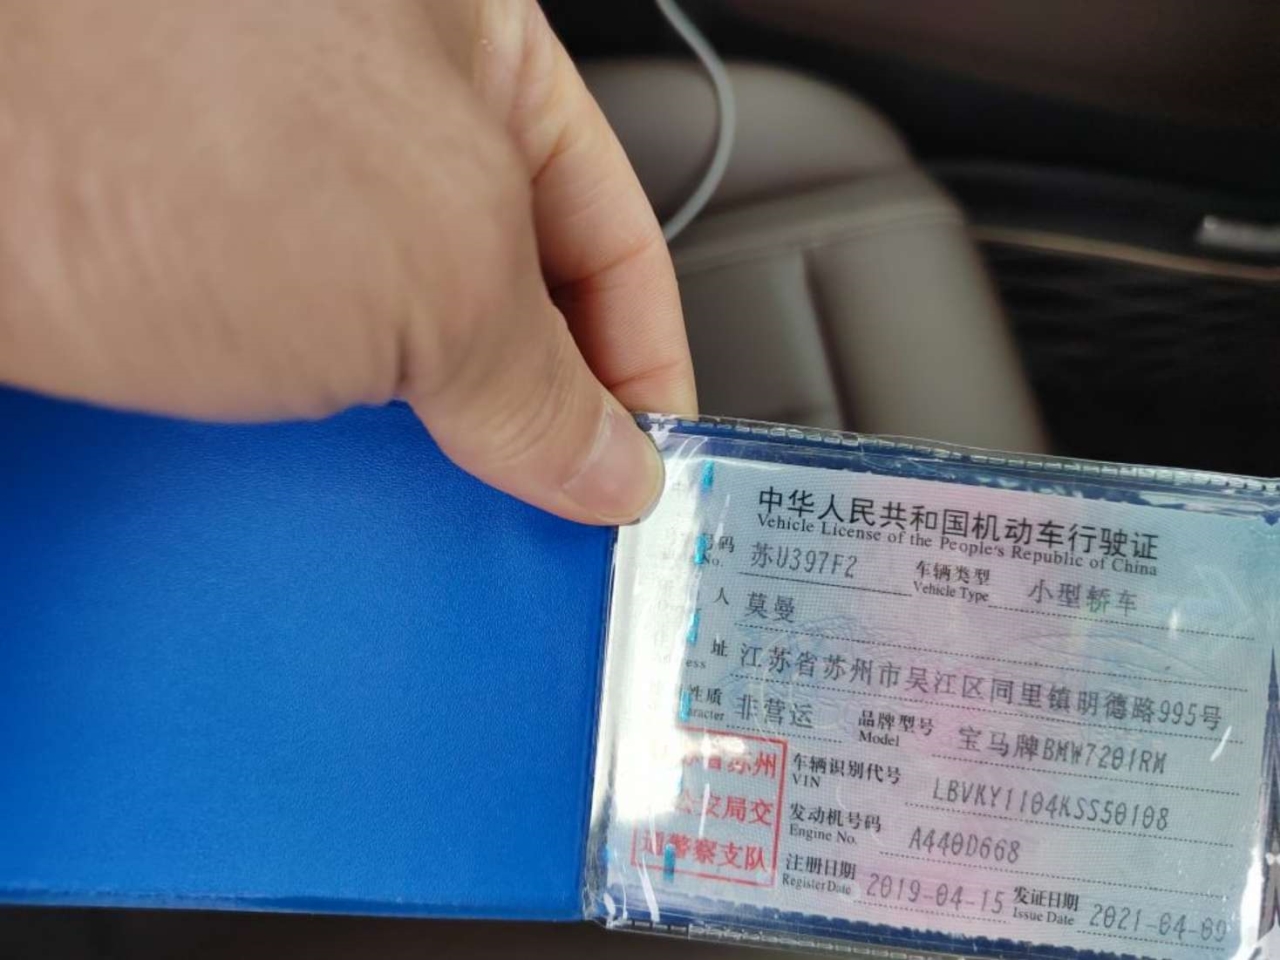 中华人民共和国机动车行驶证
Vehicle License of the People's Republic of China
号码 苏U397F2 车辆类型 小型轿车
No. Vehicle Type
人 莫曼
址 江苏省苏州市吴江区同里镇明德路995号
ess
性质 非营运 品牌型号 宝马牌BMW7201RM
aracter Model
省苏州
公安局交
通警察支队
车辆识别代号 LBVKY1104KSS50108
VIN
发动机号码 A440D668
Engine No.
注册日期 2019-04-15 发证日期 2021-04-09
Register Date Issue Date